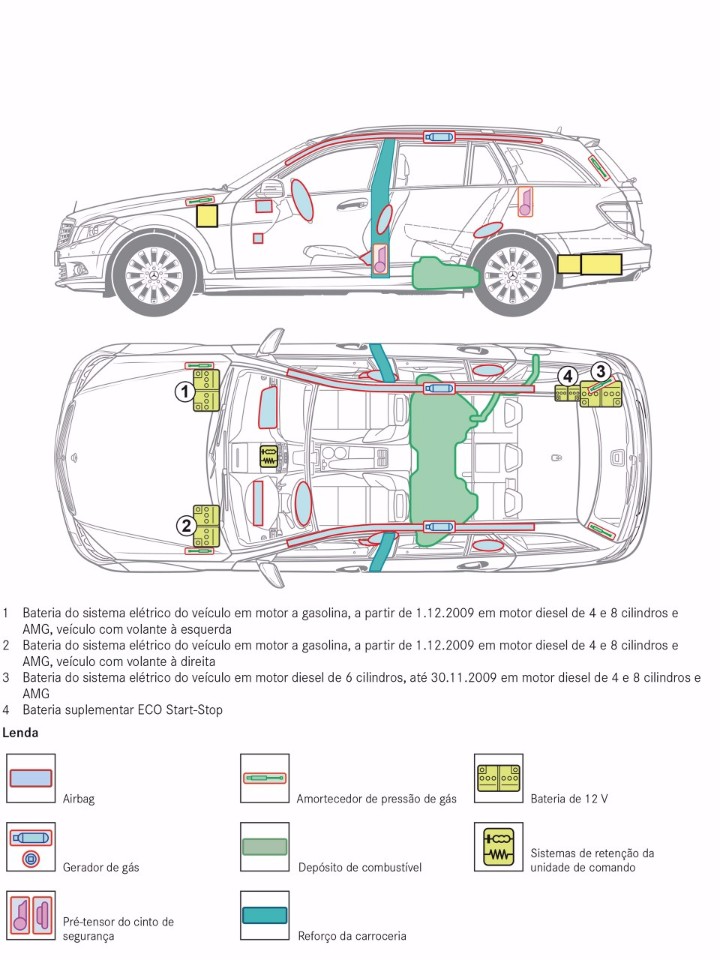 4
3
1
2
1 Bateria do sistema elétrico do veículo em motor a gasolina, a partir de 1.12.2009 em motor diesel de 4 e 8 cilindros e
AMG, veículo com volante à esquerda
2 Bateria do sistema elétrico do veículo em motor a gasolina, a partir de 1.12.2009 em motor diesel de 4 e 8 cilindros e
AMG, veículo com volante à direita
3 Bateria do sistema elétrico do veículo em motor diesel de 6 cilindros, até 30.11.2009 em motor diesel de 4 e 8 cilindros e
AMG
4 Bateria suplementar ECO Start-Stop
Lenda
Airbag
Amortecedor de pressão de gás
Bateria de 12 V
Gerador de gás
Depósito de combustível
Sistemas de retenção da
unidade de comando
Pré-tensor do cinto de
segurança
Reforço da carroceria